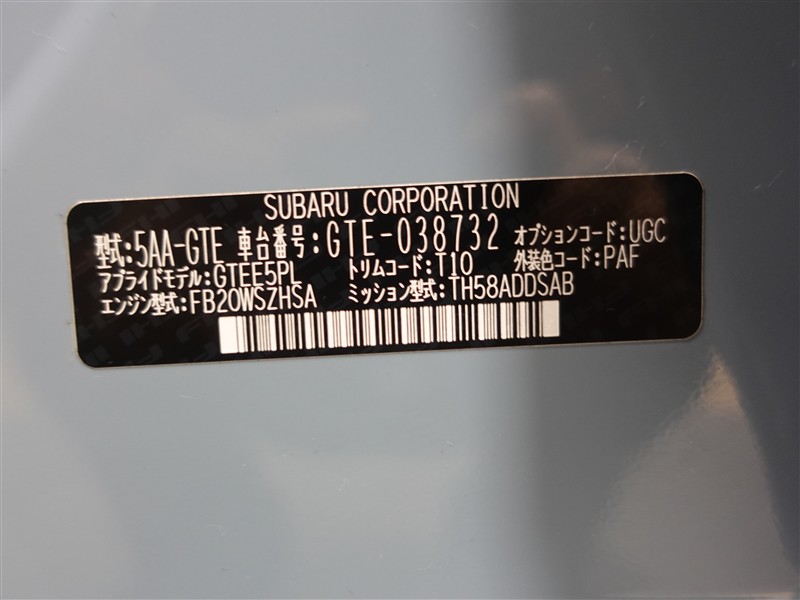 SUBARU CORPORATION
型式:5AA-GTE 車台番号:GTE-038732 オプションコード:UGC
アプライドモデル:GTEE5PL トリムコード:T10 外装色コード:PAF
エンジン型式:FB20WSZHSA ミッション型式:TH58ADDSAB